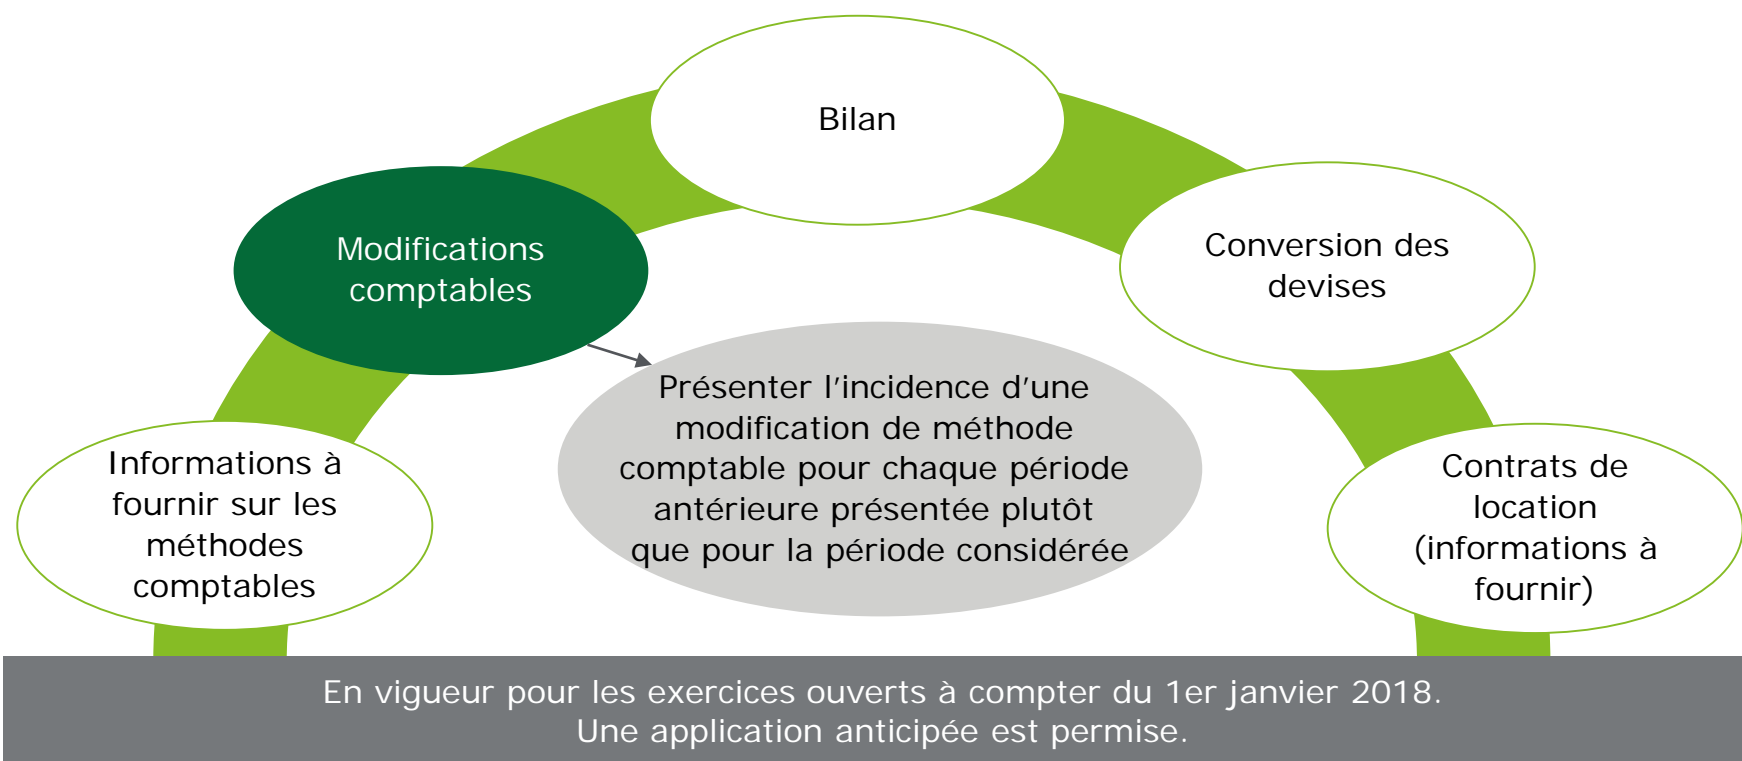 Bilan
Modifications
comptables
Conversion des
devises
Présenter l’incidence d’une
modification de méthode
comptable pour chaque période
antérieure présentée plutôt
que pour la période considérée
Informations à
fournir sur les
méthodes
comptables
Contrats de
location
(informations à
fournir)
En vigueur pour les exercices ouverts à compter du 1er janvier 2018.
Une application anticipée est permise.